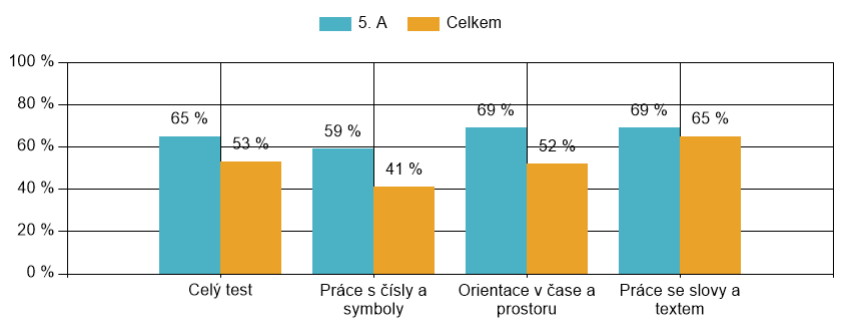 5. A Celkem
100 %
80 %
60 %
40 %
20 %
0 %
65 %
53 %
59 %
41 %
69 %
52 %
69 %
65 %
Celý test
Práce s čísly a
symboly
Orientace v čase a
prostoru
Práce se slovy a
textem